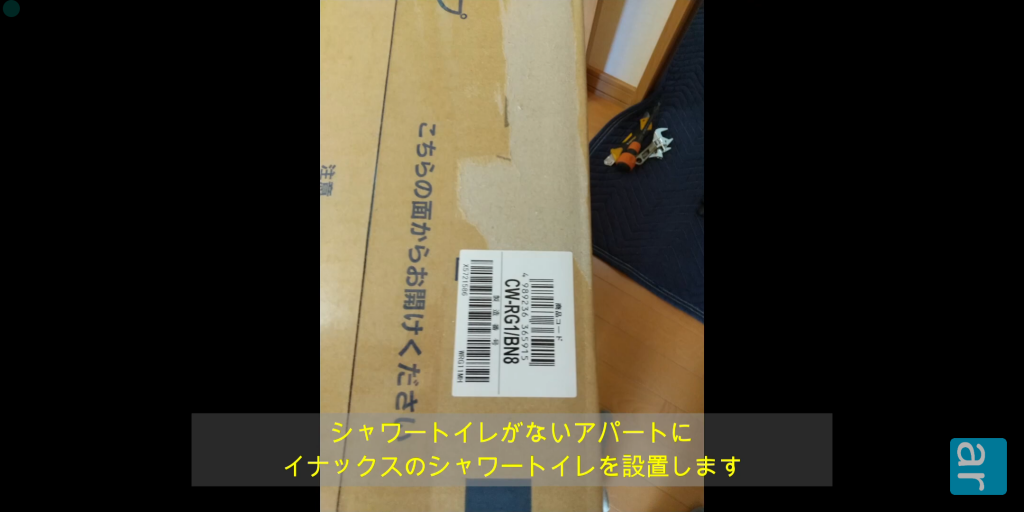 注意
こちらの面からお開けください
商品コード
4 989236 365915
CW-RG1/BN8
製造番号
シャワートイレがないアパートに
イナックスのシャワートイレを設置します
ar